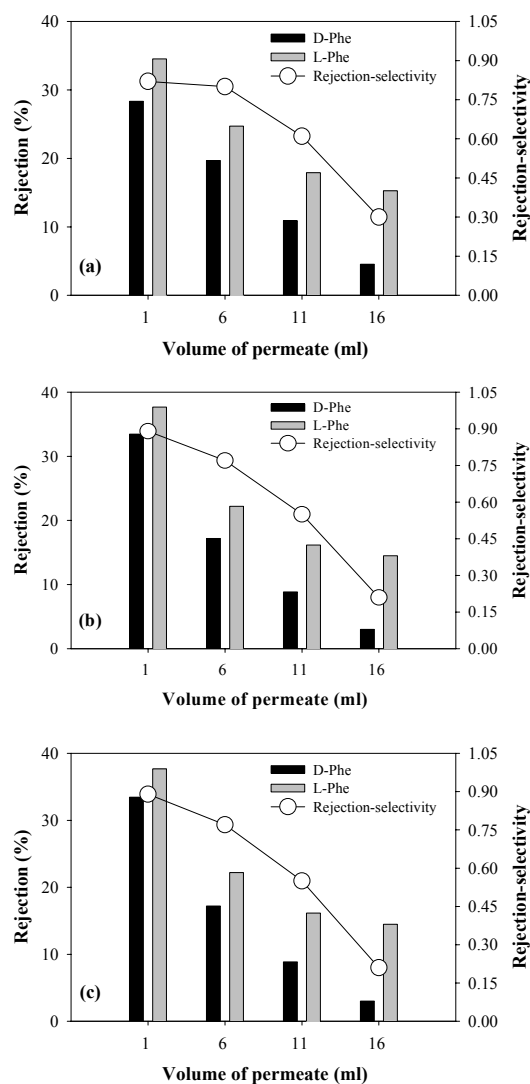 D-Phe
L-Phe
Rejection-selectivity
Rejection (%)
40
30
20
10
0
Rejection-selectivity
1.05
0.90
0.75
0.60
0.45
0.30
0.15
0.00
(a)
1 6 11 16
Volume of permeate (ml)
D-Phe
L-Phe
Rejection-selectivity
Rejection (%)
40
30
20
10
0
Rejection-selectivity
1.05
0.90
0.75
0.60
0.45
0.30
0.15
0.00
(b)
1 6 11 16
Volume of permeate (ml)
D-Phe
L-Phe
Rejection-selectivity
Rejection (%)
40
30
20
10
0
Rejection-selectivity
1.05
0.90
0.75
0.60
0.45
0.30
0.15
0.00
(c)
1 6 11 16
Volume of permeate (ml)